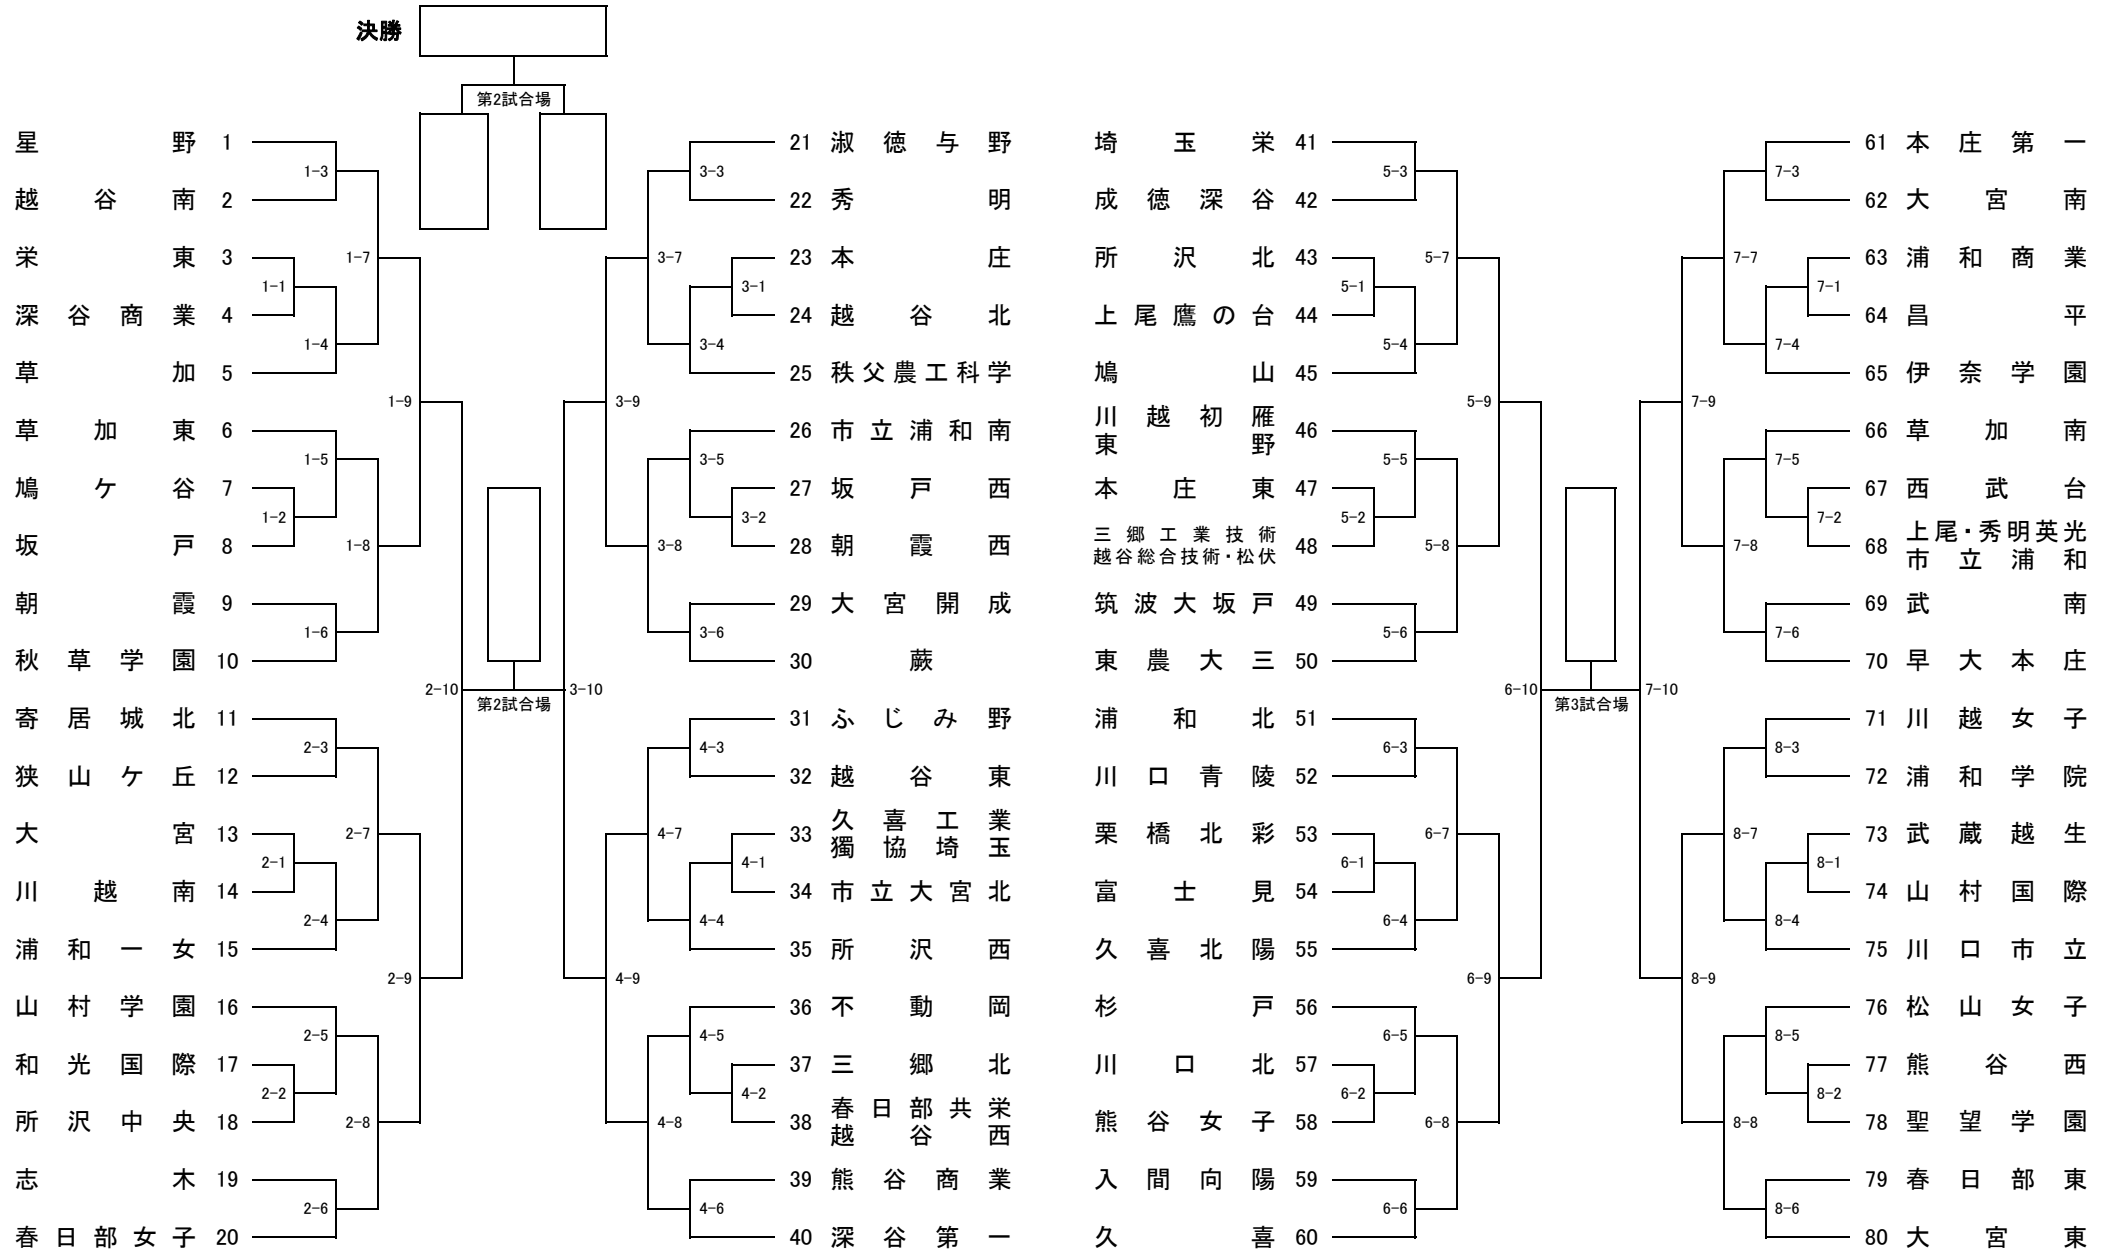 決勝
第2試合場
星野 1
越谷南 2
栄東 3
深谷商業 4
草加 5
草加東 6
鳩ケ谷 7
坂戸 8
朝霞 9
秋草学園 10
寄居城北 11
狭山ケ丘 12
大宮 13
川越南 14
浦和一女 15
山村学園 16
和光国際 17
所沢中央 18
志木 19
春日部女子 20
1-3
1-1
1-4
1-7
1-5
1-2
1-6
1-8
1-9
2-3
2-1
2-4
2-7
2-5
2-2
2-6
2-8
2-9
2-10
第2試合場
3-10
3-9
4-9
3-7
3-8
4-7
4-8
3-3
3-1
3-4
3-5
3-2
3-6
4-3
4-1
4-4
4-5
4-2
4-6
21 淑徳与野
22 秀明
23 本庄
24 越谷北
25 秩父農工科学
26 市立浦和南
27 坂戸西
28 朝霞西
29 大宮開成
30 蕨
31 ふじみ野
32 越谷東
33 久喜工業
獨協埼玉
34 市立大宮北
35 所沢西
36 不動岡
37 三郷北
38 春日部共栄
越谷西
39 熊谷商業
40 深谷第一
埼玉栄 41
成徳深谷 42
所沢北 43
上尾鷹の台 44
鳩山 45
川越初雁
東野 46
本庄東 47
三郷工業技術
越谷総合技術・松伏 48
筑波大坂戸 49
東農大三 50
浦和北 51
川口青陵 52
栗橋北彩 53
富士見 54
久喜北陽 55
杉戸 56
川口北 57
熊谷女子 58
入間向陽 59
久喜 60
5-3
5-1
5-4
5-7
5-5
5-2
5-6
5-8
5-9
6-3
6-1
6-4
6-7
6-5
6-2
6-6
6-8
6-9
6-10
第3試合場
7-10
7-9
8-9
7-7
7-8
8-7
8-8
7-3
7-1
7-4
7-5
7-2
7-6
8-3
8-1
8-4
8-5
8-2
8-6
61 本庄第一
62 大宮南
63 浦和商業
64 昌平
65 伊奈学園
66 草加南
67 西武台
68 上尾・秀明英光
市立浦和
69 武南
70 早大本庄
71 川越女子
72 浦和学院
73 武蔵越生
74 山村国際
75 川口市立
76 松山女子
77 熊谷西
78 聖望学園
79 春日部東
80 大宮東